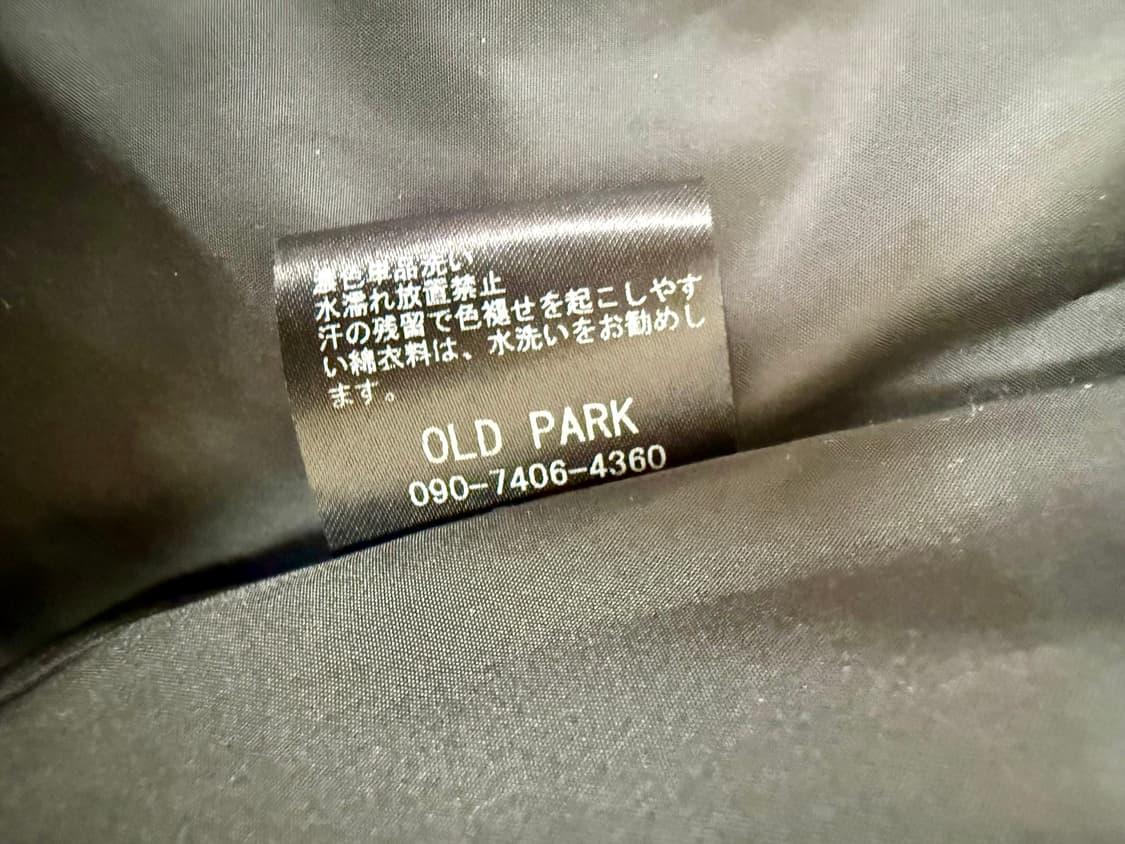 濃色単品洗い
水濡れ放置禁止
汗の残留で色褪せを起こしやす
い綿衣料は、水洗いをお勧めし
ます。
OLD PARK
090-7406-4360